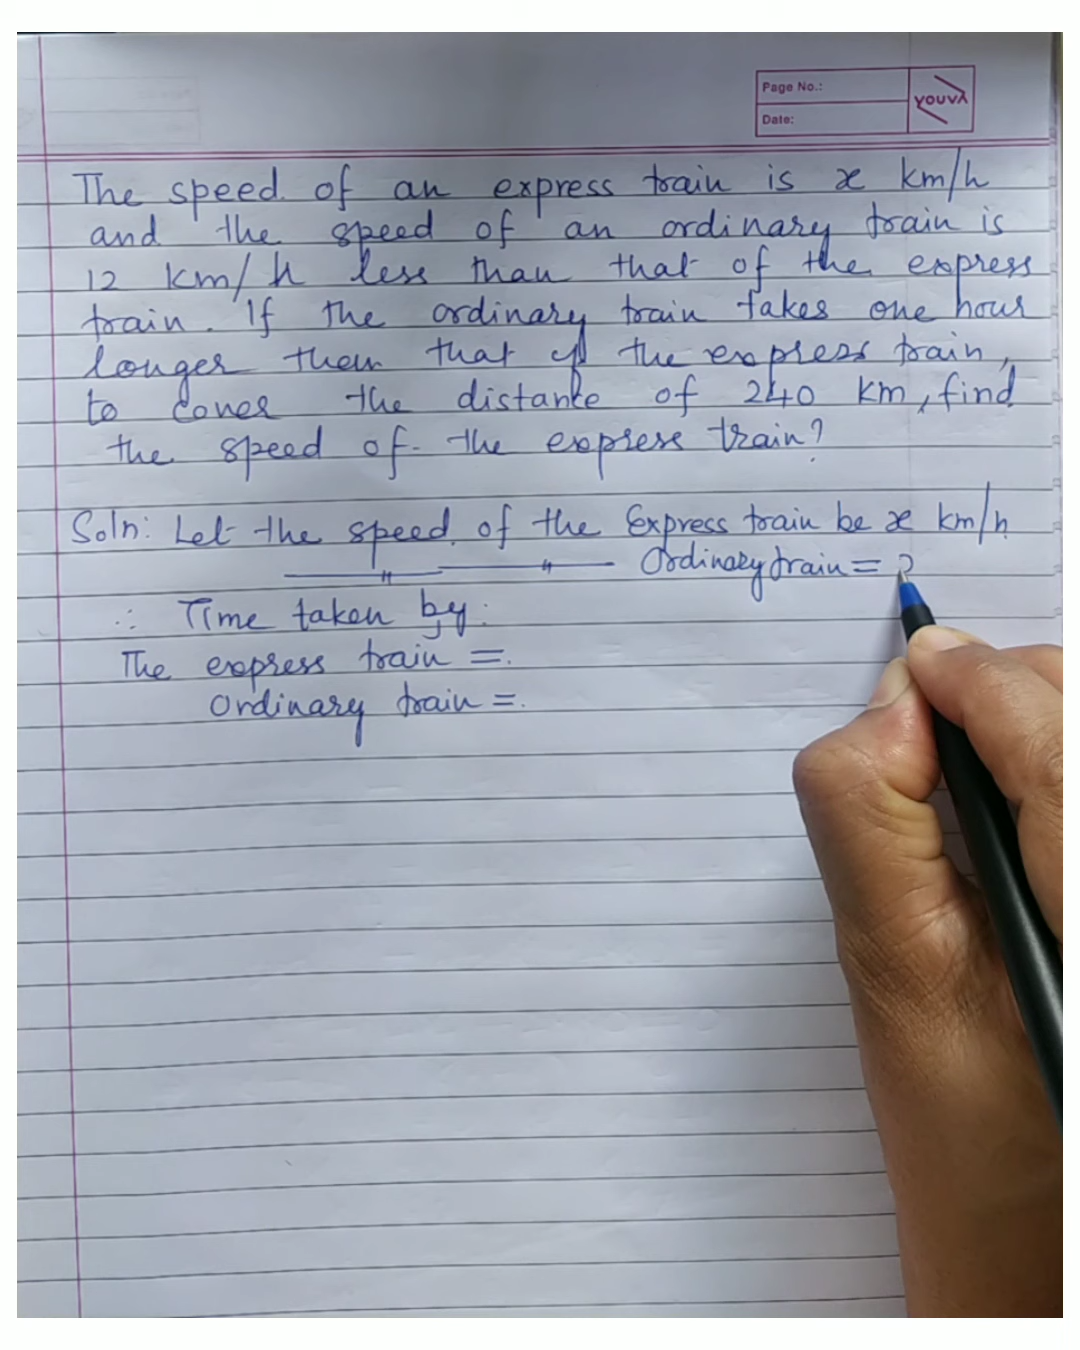 Page No.:
YOUVA
Date:
The speed of an express train is x km/h
and the speed of an ordinary train is
12 km/h less than that of the express
train. If the ordinary train takes one hour
longer then that of the express train,
to cover the distance of 240 km, find
the speed of the express train?
Soln: Let the speed of the Express train be x km/h
——〃————〃—— Ordinary train =
∴ Time taken by:
The express train =.
Ordinary train =.